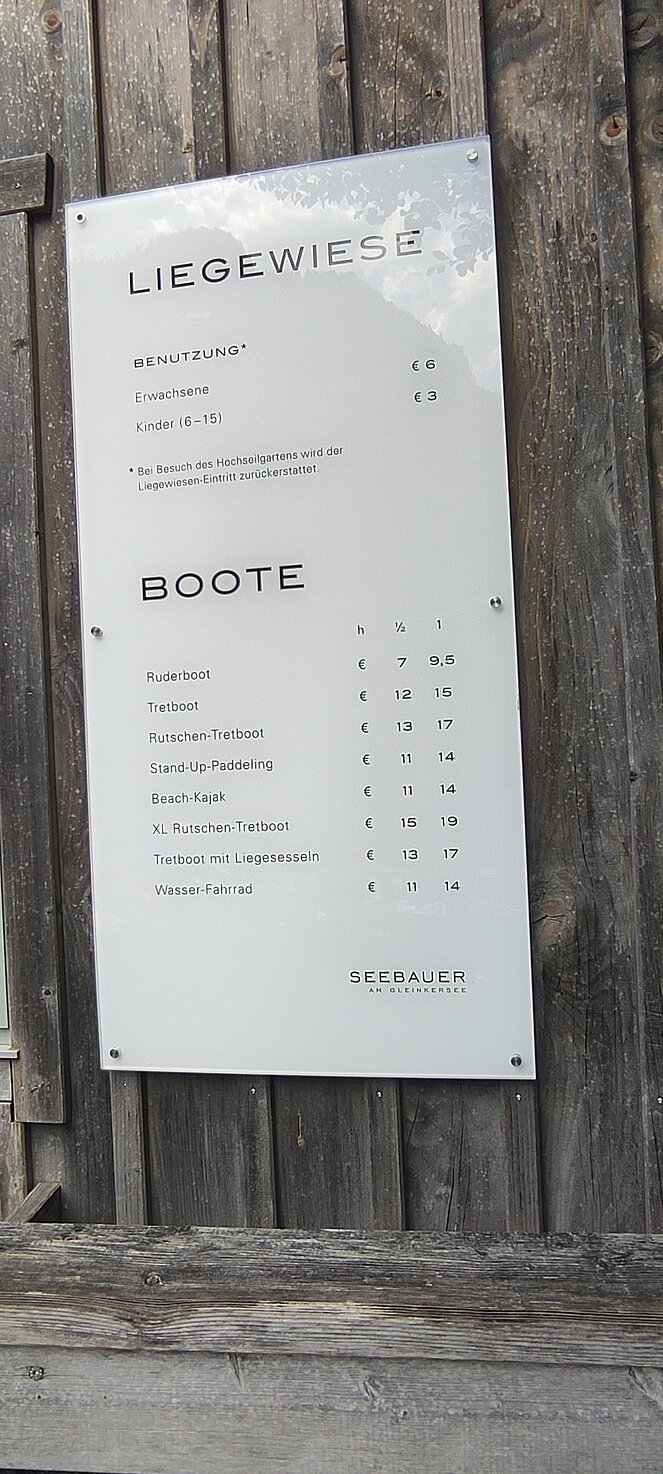 LIEGEWIESE
BENUTZUNG*
Erwachsene € 6
Kinder (6–15) € 3
* Bei Besuch des Hochseilgartens wird der
Liegewiesen-Eintritt zurückerstattet.
BOOTE
h ½ 1
Ruderboot € 7 9,5
Tretboot € 12 15
Rutschen-Tretboot € 13 17
Stand-Up-Paddeling € 11 14
Beach-Kajak € 11 14
XL Rutschen-Tretboot € 15 19
Tretboot mit Liegesesseln € 13 17
Wasser-Fahrrad € 11 14
SEEBAUER
AM GLEINKERSEE